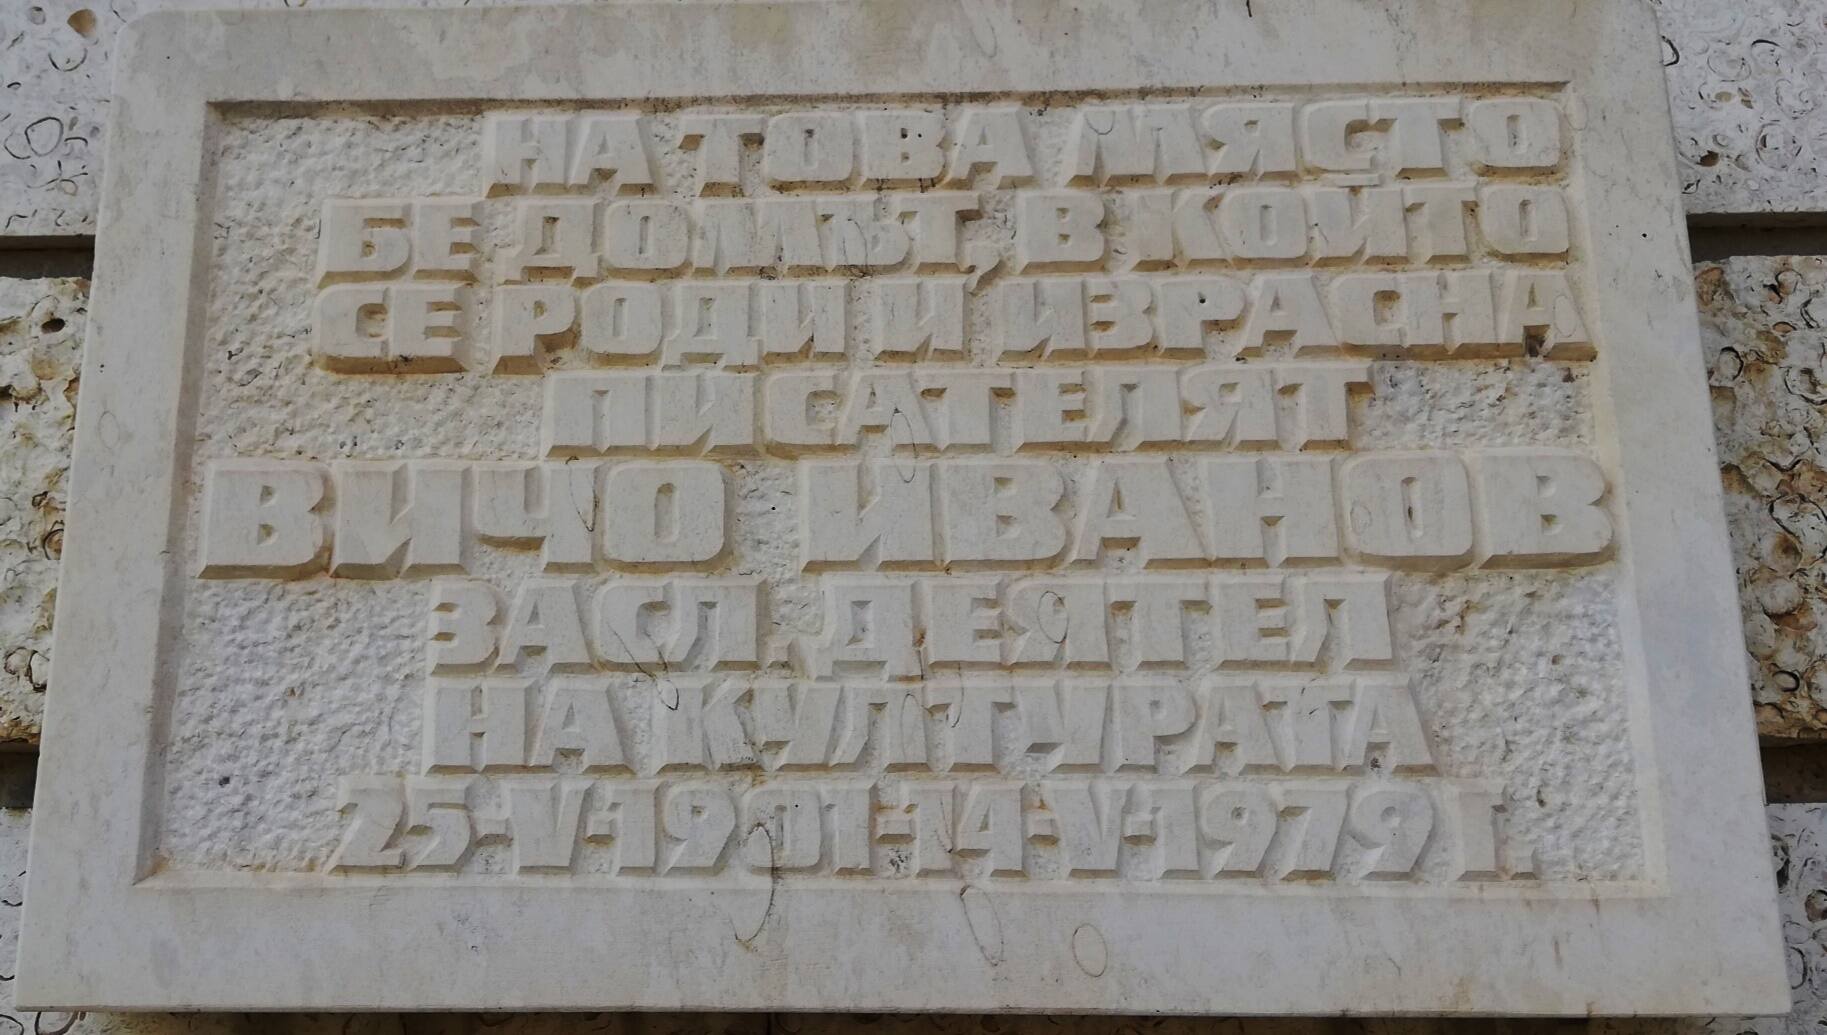 НА ТОВА МЯСТО
БЕ ДОМЪТ, В КОЙТО
СЕ РОДИ И ИЗРАСНА
ПИСАТЕЛЯТ
ВИЧО ИВАНОВ
ЗАСЛ. ДЕЯТЕЛ
НА КУЛТУРАТА
25-V-1901-14-V-1979 Г.